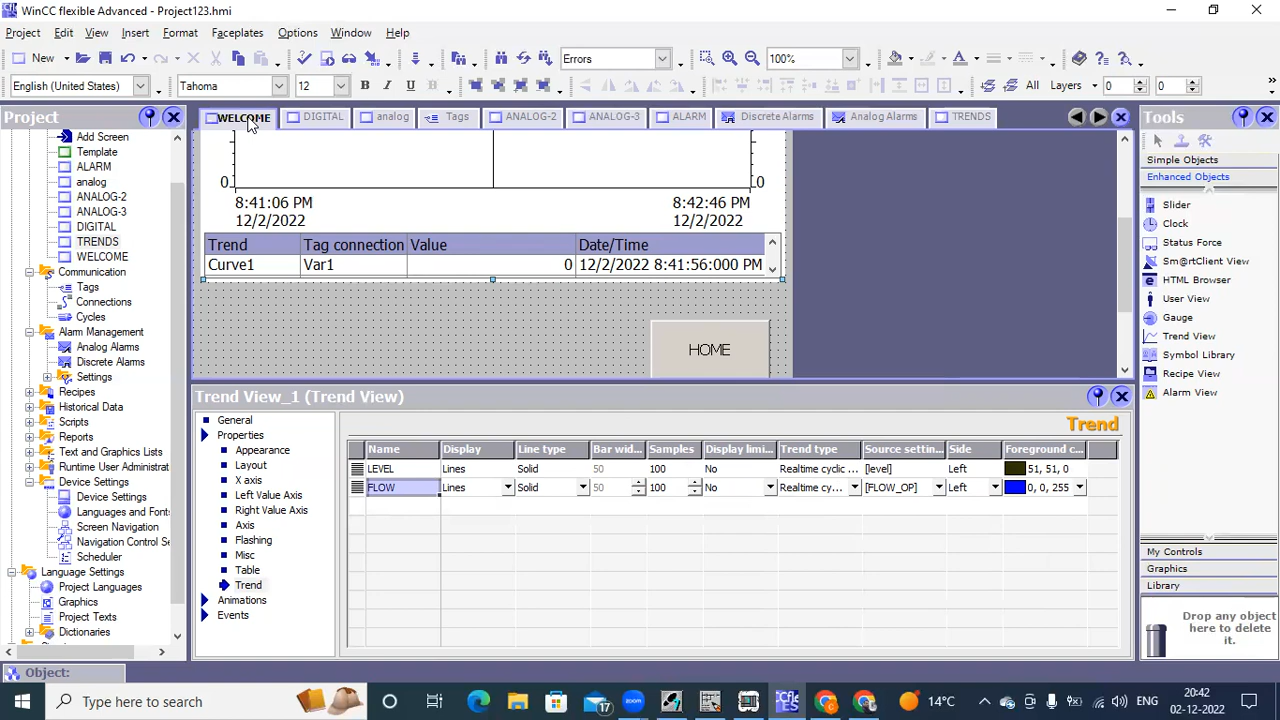 WinCC flexible Advanced - Project123.hmi
Project Edit View Insert Format Faceplates Options Window Help
New Errors 100%
English (United States) Tahoma 12 B I U Layers 0 0
Project
WELCOME DIGITAL analog Tags ANALOG-2 ANALOG-3 ALARM Discrete Alarms Analog Alarms TRENDS
Tools
Add Screen
Template
ALARM
analog
ANALOG-2
ANALOG-3
DIGITAL
TRENDS
WELCOME
Communication
Tags
Connections
Cycles
Alarm Management
Analog Alarms
Discrete Alarms
Settings
Recipes
Historical Data
Scripts
Reports
Text and Graphics Lists
Runtime User Administrat
Device Settings
Device Settings
Languages and Fonts
Screen Navigation
Navigation Control Se
Scheduler
Language Settings
Project Languages
Graphics
Project Texts
Dictionaries
0 0
8:41:06 PM 8:42:46 PM
12/2/2022 12/2/2022
Trend Tag connection Value Date/Time
Curve1 Var1 0 12/2/2022 8:41:56:000 PM
HOME
Trend View_1 (Trend View)
General
Properties
Appearance
Layout
X axis
Left Value Axis
Right Value Axis
Axis
Flashing
Misc
Table
Trend
Animations
Events
Trend
Name Display Line type Bar wid... Samples Display limi... Trend type Source settin... Side Foreground c...
LEVEL Lines Solid 50 100 No Realtime cyclic ... [level] Left 51, 51, 0
FLOW Lines Solid 50 100 No Realtime cy... [FLOW_OP] Left 0, 0, 255
Simple Objects
Enhanced Objects
Slider
Clock
Status Force
Sm@rtClient View
HTML Browser
User View
Gauge
Trend View
Symbol Library
Recipe View
Alarm View
My Controls
Graphics
Library
Drop any object
here to delete
it.
Object:
Type here to search 17 zoom 14°C ENG 20:42
02-12-2022